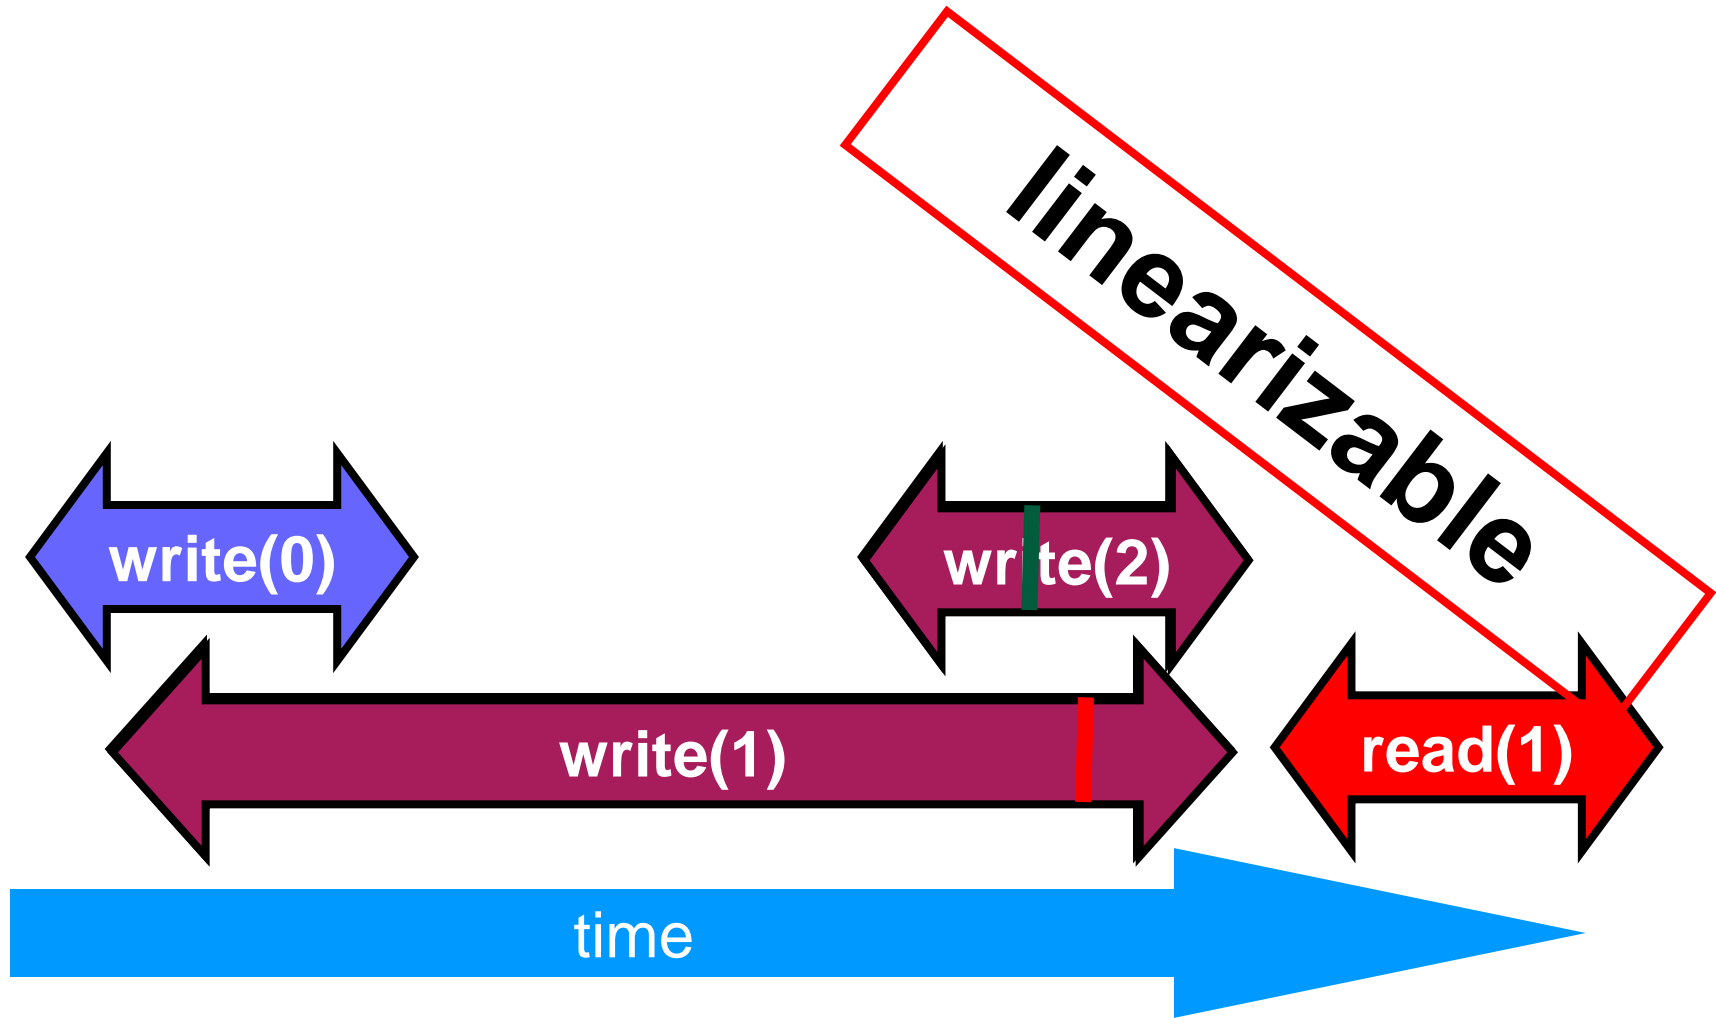 linearizable
write(0)
write(2)
write(1)
read(1)
time